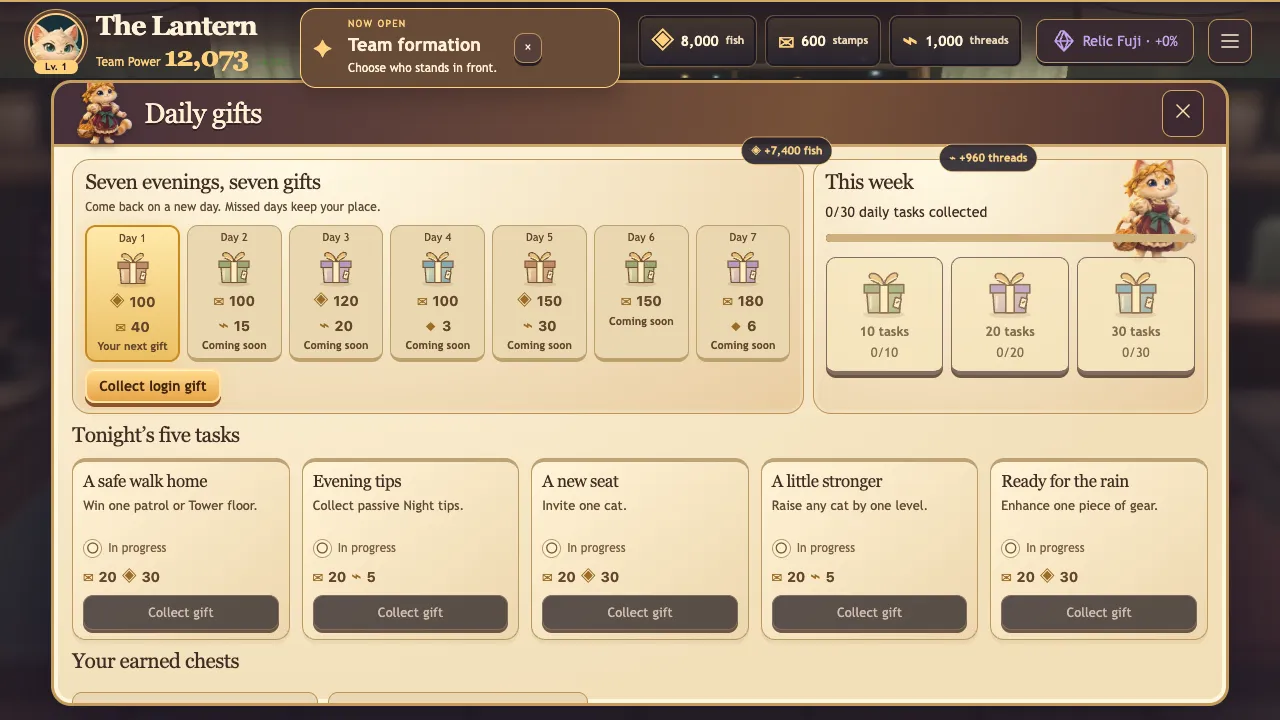 The Lantern
Lv. 1
Team Power 12,073
NOW OPEN
Team formation
Choose who stands in front.
×
8,000 fish
600 stamps
1,000 threads
Relic Fuji · +0%
Daily gifts
+7,400 fish
+960 threads
Seven evenings, seven gifts
Come back on a new day. Missed days keep your place.
Day 1
100
40
Your next gift
Day 2
100
15
Coming soon
Day 3
120
20
Coming soon
Day 4
100
3
Coming soon
Day 5
150
30
Coming soon
Day 6
150
Coming soon
Day 7
180
6
Coming soon
Collect login gift
This week
0/30 daily tasks collected
10 tasks
0/10
20 tasks
0/20
30 tasks
0/30
Tonight's five tasks
A safe walk home
Win one patrol or Tower floor.
In progress
20 30
Collect gift
Evening tips
Collect passive Night tips.
In progress
20 5
Collect gift
A new seat
Invite one cat.
In progress
20 30
Collect gift
A little stronger
Raise any cat by one level.
In progress
20 5
Collect gift
Ready for the rain
Enhance one piece of gear.
In progress
20 30
Collect gift
Your earned chests